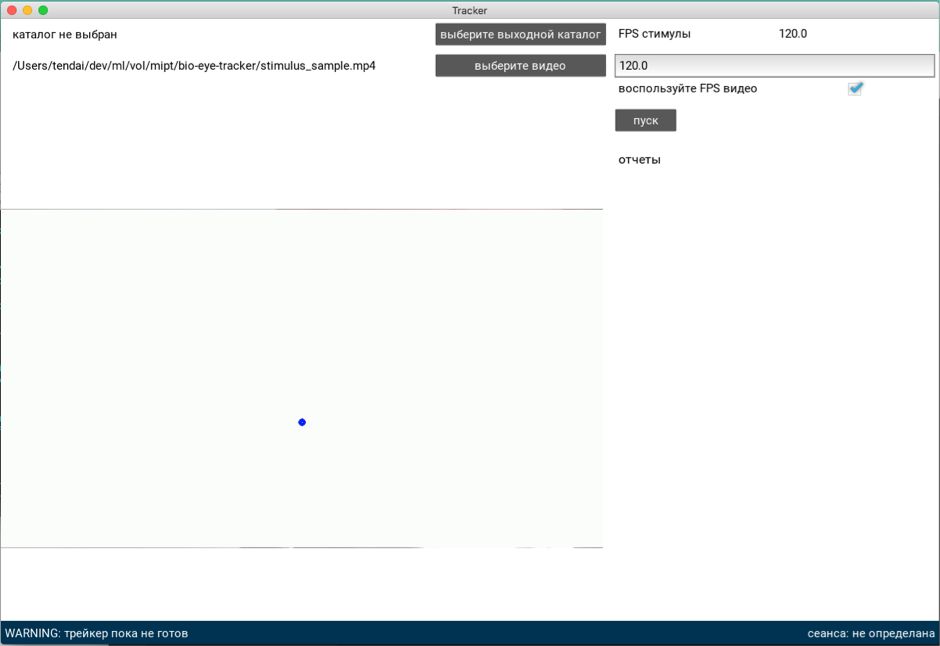 Tracker
каталог не выбран
выберите выходной каталог
FPS стимулы
120.0
/Users/tendai/dev/ml/vol/mipt/bio-eye-tracker/stimulus_sample.mp4
выберите видео
120.0
воспользуйте FPS видео
пуск
отчеты
WARNING: трейкер пока не готов
сеанса: не определана